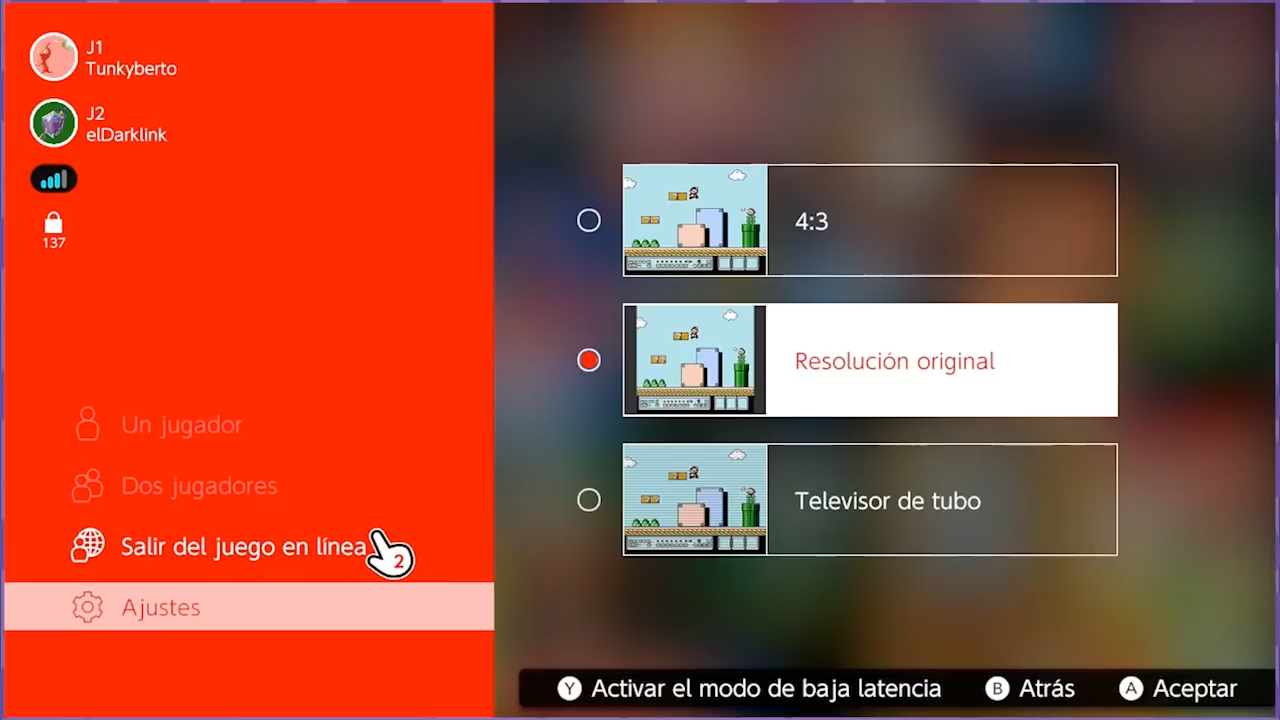 J1
Tunkyberto
J2
elDarklink
137
Un jugador
Dos jugadores
Salir del juego en línea
2
Ajustes
4:3
Resolución original
Televisor de tubo
Y Activar el modo de baja latencia B Atrás A Aceptar